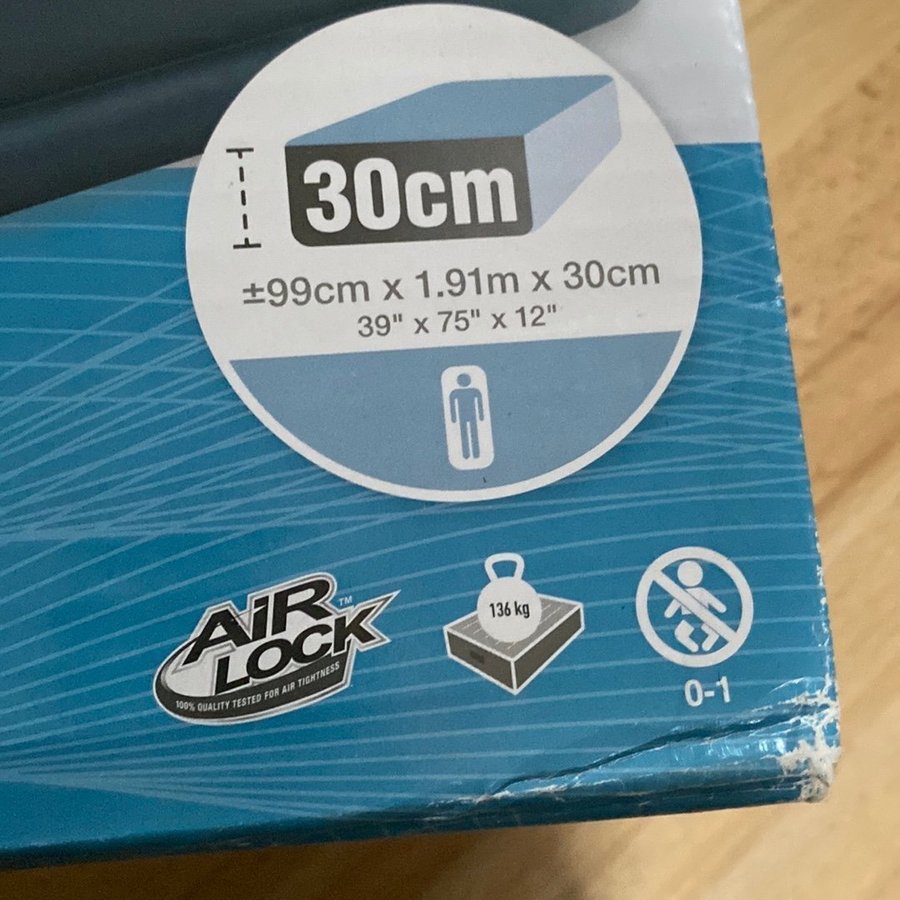 30cm
±99cm x 1.91m x 30cm
39" x 75" x 12"
AiR
LOCK™
100% QUALITY TESTED FOR AIR TIGHTNESS
136 kg
0-1